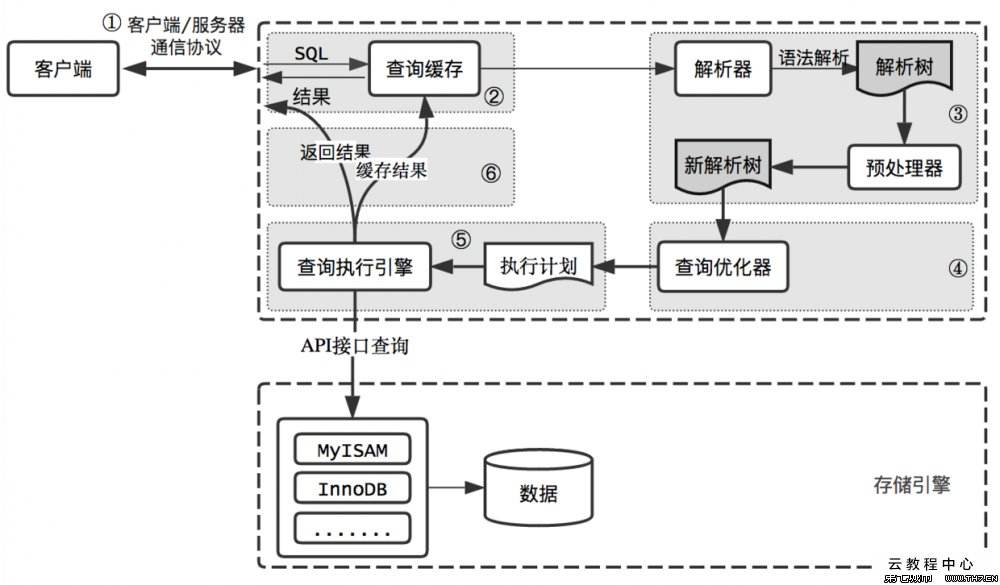 ① 客户端/服务器
通信协议
客户端
SQL
查询缓存
②
结果
解析器
语法解析
解析树
③
预处理器
新解析树
返回结果
缓存结果
⑥
查询执行引擎
⑤
执行计划
查询优化器
④
API接口查询
MyISAM
InnoDB
.......
数据
存储引擎
云教程中心
WWW.TH7.CN